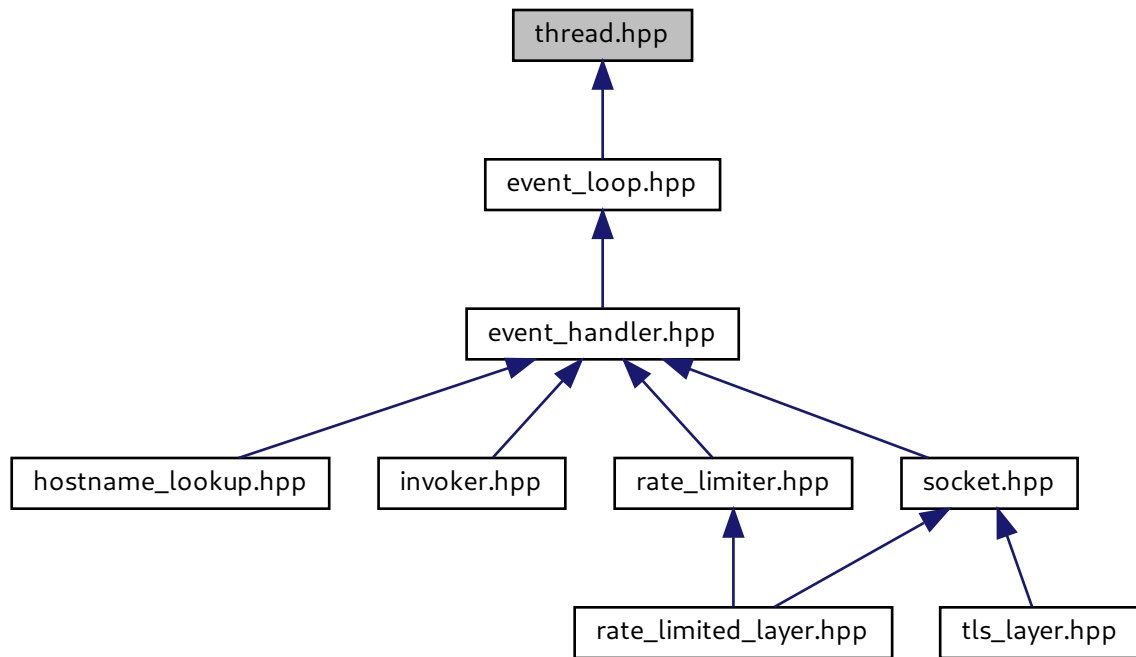 thread.hpp
event_loop.hpp
event_handler.hpp
hostname_lookup.hpp
invoker.hpp
rate_limiter.hpp
socket.hpp
rate_limited_layer.hpp
tls_layer.hpp